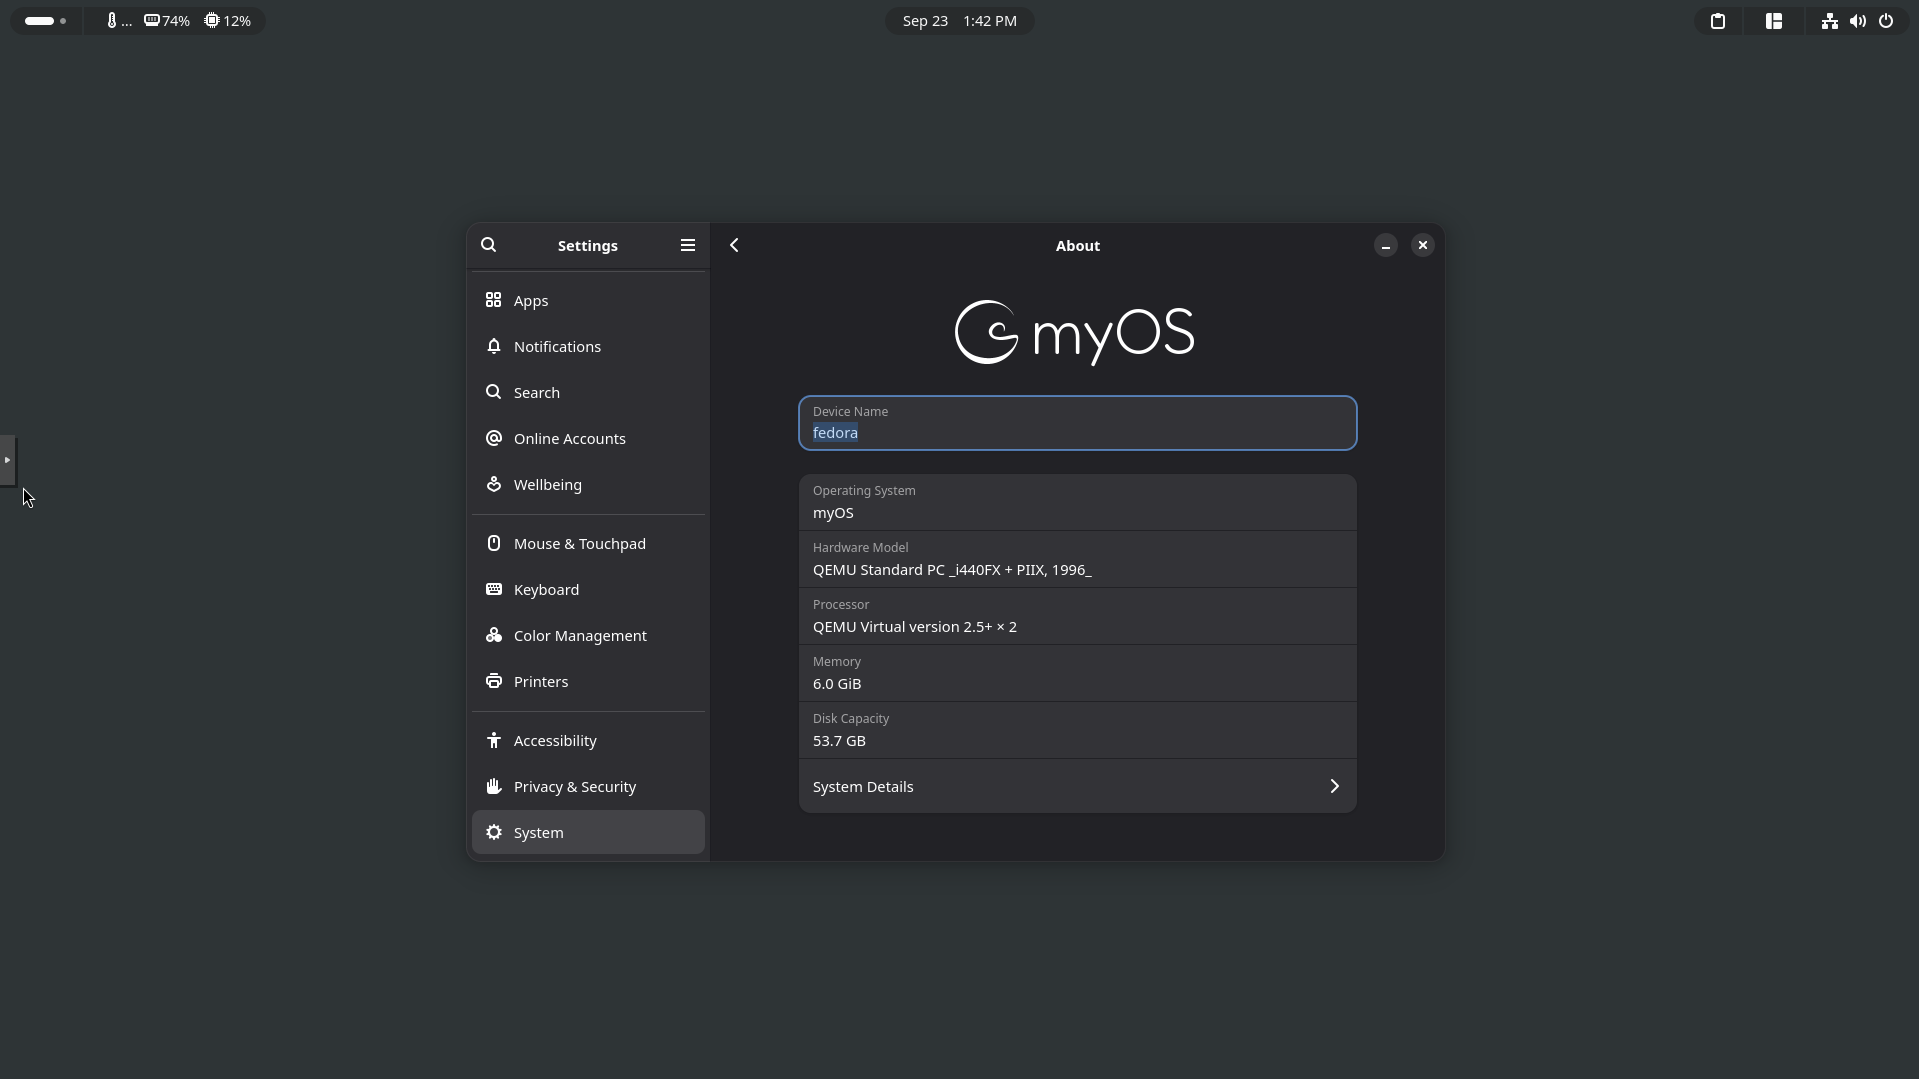 ... 74% 12%
Sep 23 1:42 PM
Settings
Apps
Notifications
Search
Online Accounts
Wellbeing
Mouse & Touchpad
Keyboard
Color Management
Printers
Accessibility
Privacy & Security
System
About
myOS
Device Name
fedora
Operating System
myOS
Hardware Model
QEMU Standard PC _i440FX + PIIX, 1996_
Processor
QEMU Virtual version 2.5+ × 2
Memory
6.0 GiB
Disk Capacity
53.7 GB
System Details